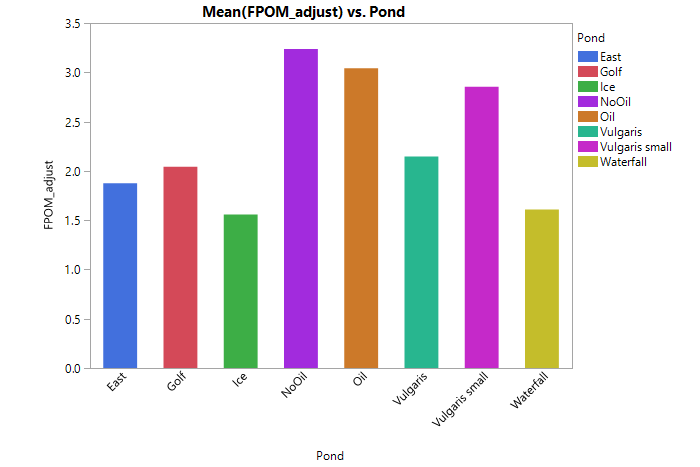 Mean(FPOM_adjust) vs. Pond
3.5
3.0
2.5
2.0
1.5
1.0
0.5
0.0
FPOM_adjust
East
Golf
Ice
NoOil
Oil
Vulgaris
Vulgaris small
Waterfall
Pond
Pond
East
Golf
Ice
NoOil
Oil
Vulgaris
Vulgaris small
Waterfall